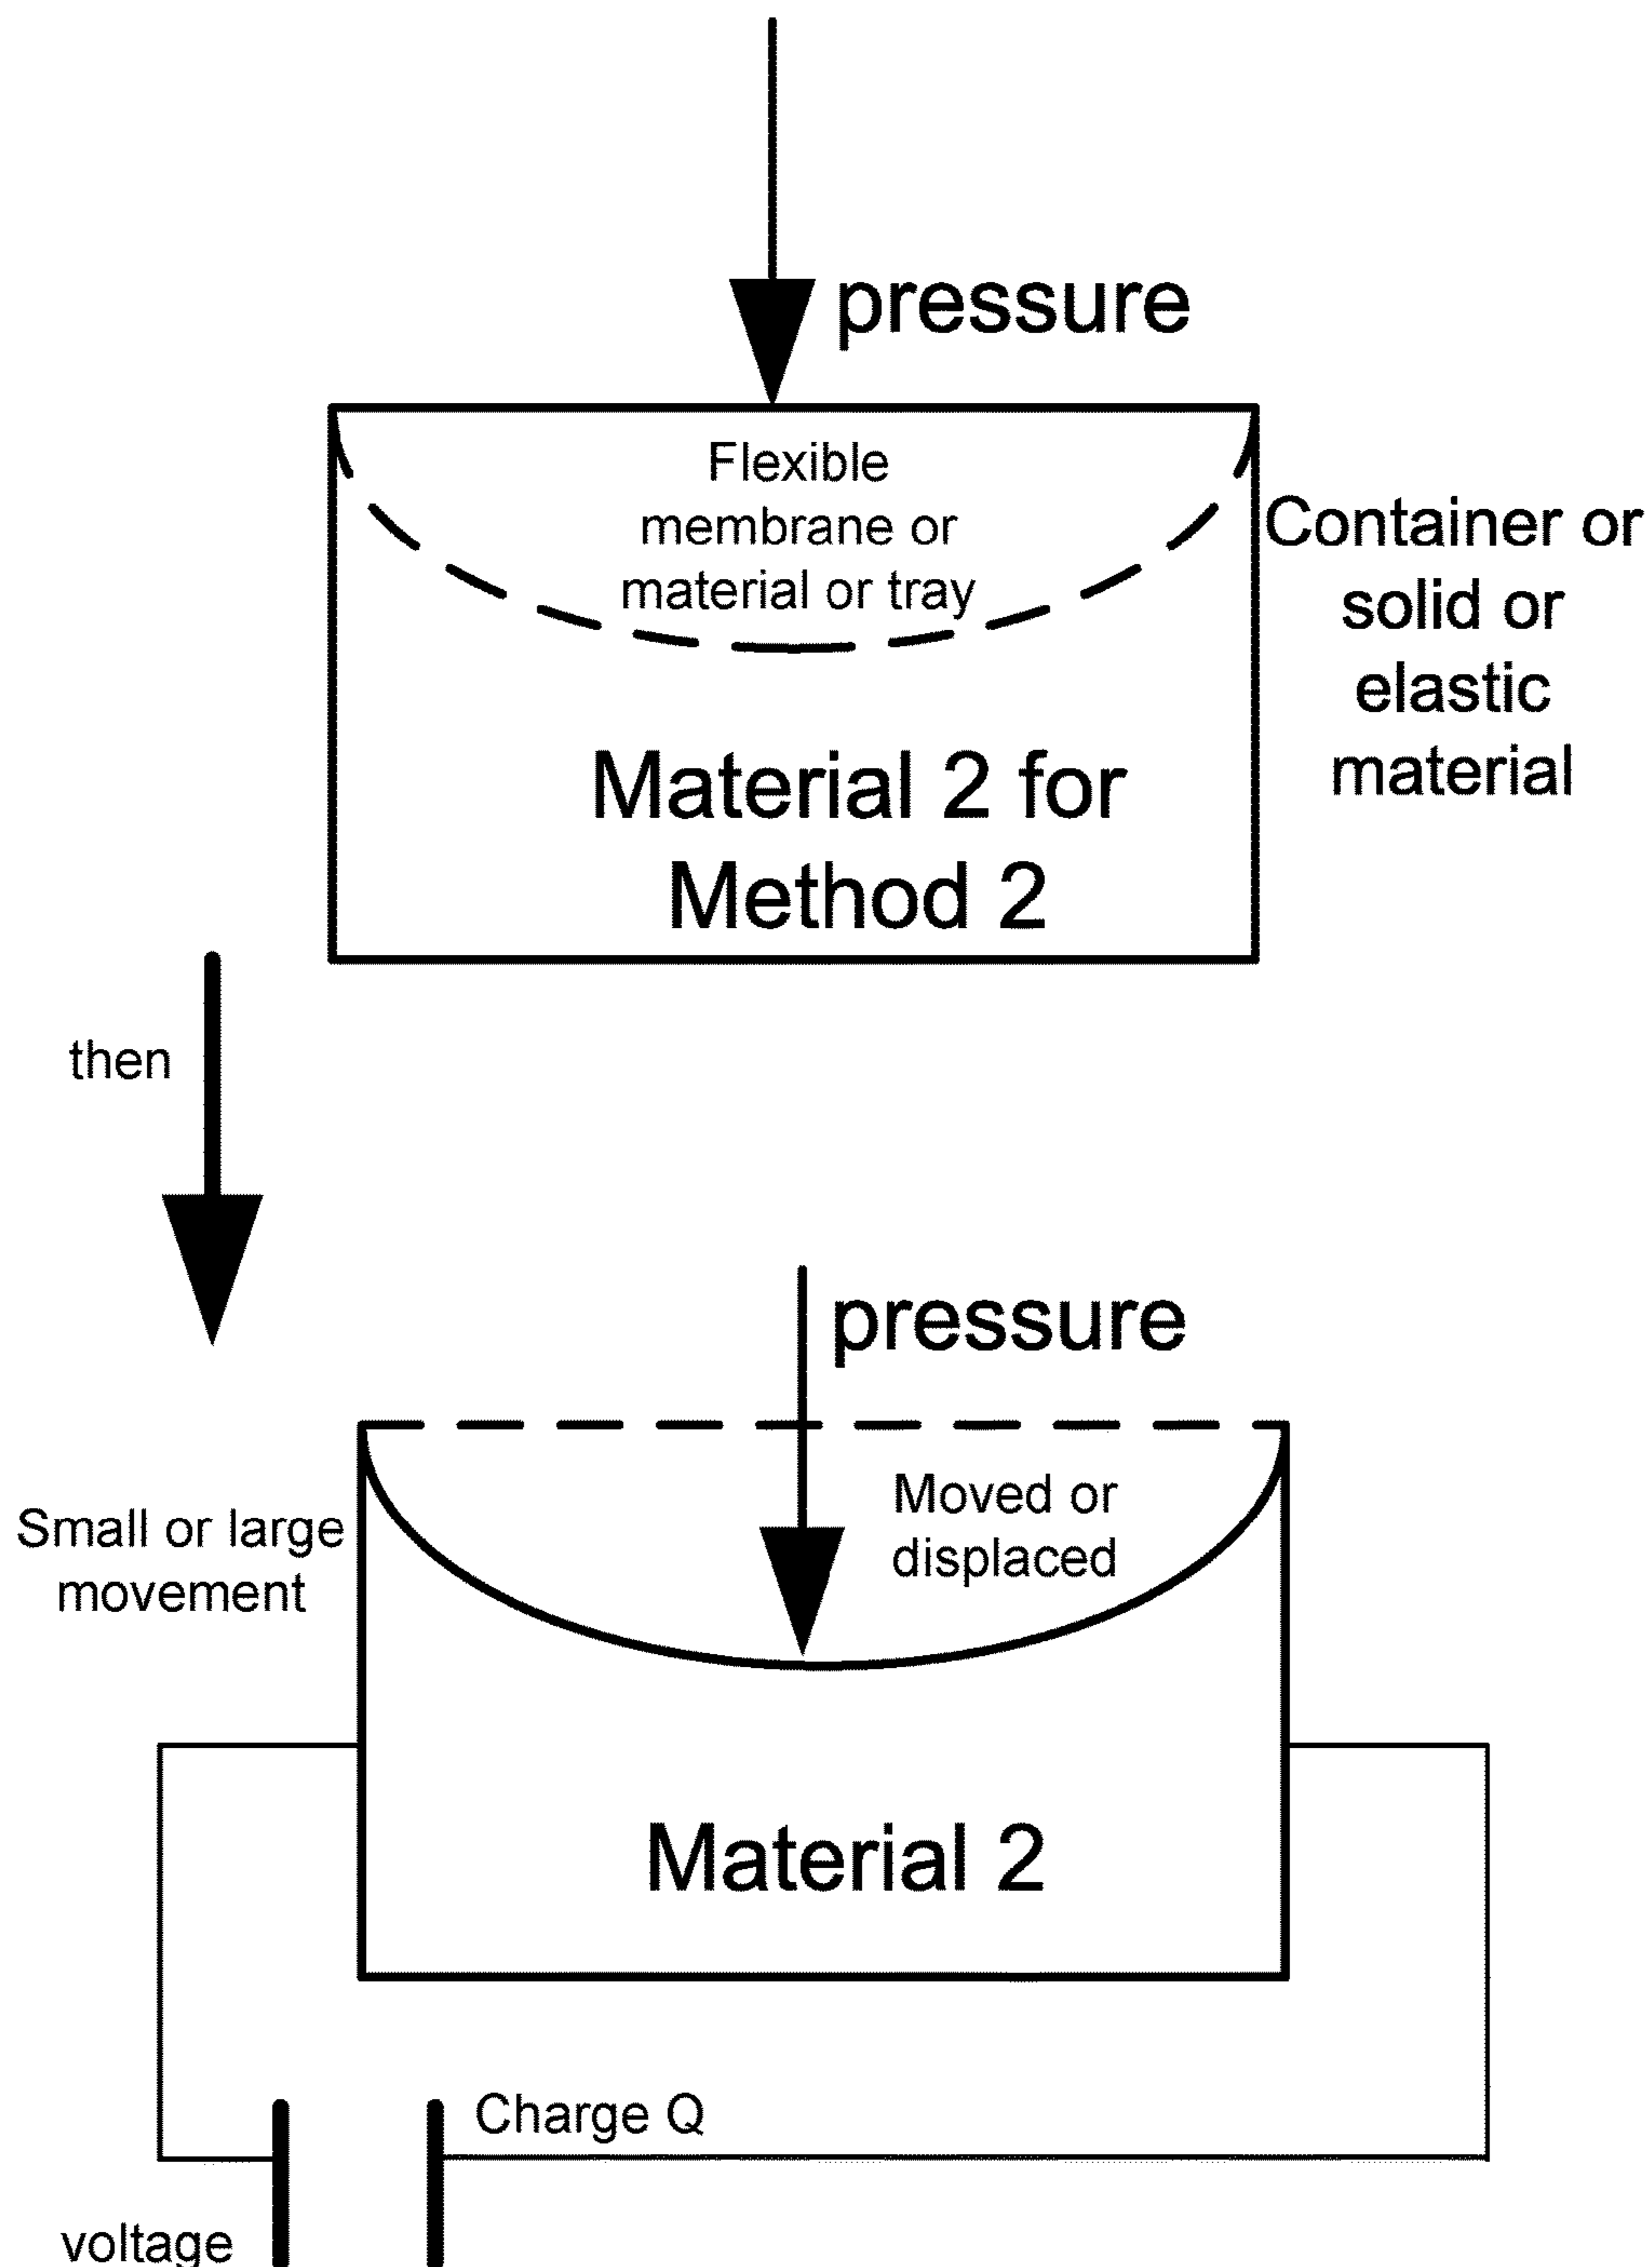 pressure
Flexible
membrane or
material or tray
Container or
solid or
elastic
material
Material 2 for
Method 2
then
pressure
Moved or
displaced
Small or large
movement
Material 2
Charge Q
voltage